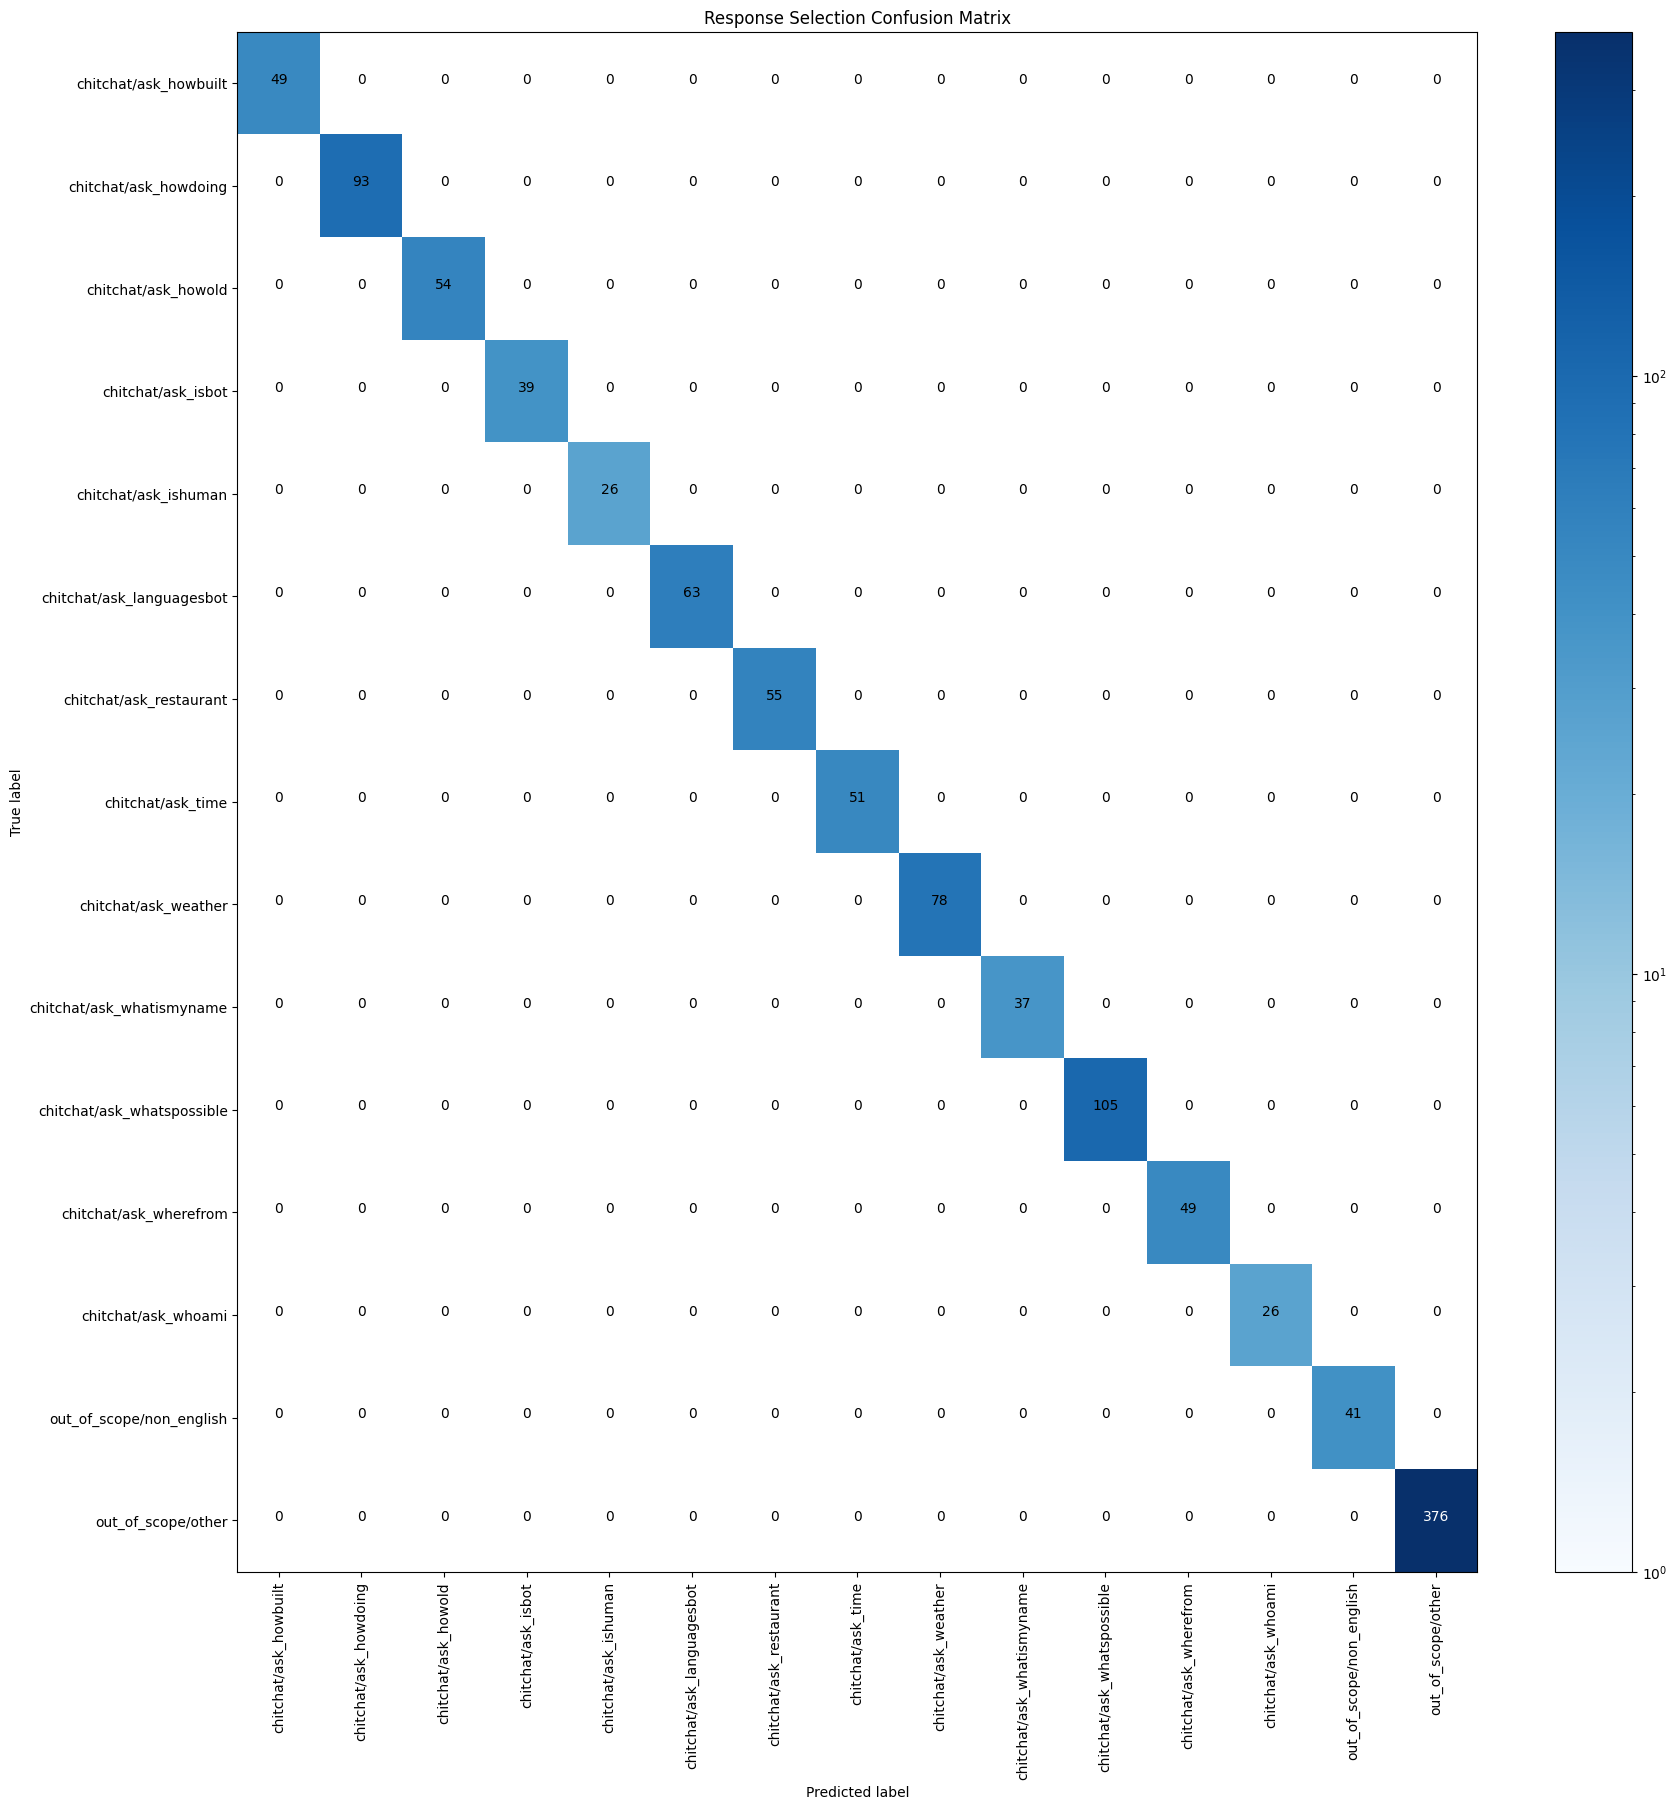 Response Selection Confusion Matrix
chitchat/ask_howbuilt 49 0 0 0 0 0 0 0 0 0 0 0 0 0 0
chitchat/ask_howdoing 0 93 0 0 0 0 0 0 0 0 0 0 0 0 0
chitchat/ask_howold 0 0 54 0 0 0 0 0 0 0 0 0 0 0 0
chitchat/ask_isbot 0 0 0 39 0 0 0 0 0 0 0 0 0 0 0
10²
chitchat/ask_ishuman 0 0 0 0 26 0 0 0 0 0 0 0 0 0 0
chitchat/ask_languagesbot 0 0 0 0 0 63 0 0 0 0 0 0 0 0 0
chitchat/ask_restaurant 0 0 0 0 0 0 55 0 0 0 0 0 0 0 0
True label
chitchat/ask_time 0 0 0 0 0 0 0 51 0 0 0 0 0 0 0
chitchat/ask_weather 0 0 0 0 0 0 0 0 78 0 0 0 0 0 0
10¹
chitchat/ask_whatismyname 0 0 0 0 0 0 0 0 0 37 0 0 0 0 0
chitchat/ask_whatspossible 0 0 0 0 0 0 0 0 0 0 105 0 0 0 0
chitchat/ask_wherefrom 0 0 0 0 0 0 0 0 0 0 0 49 0 0 0
chitchat/ask_whoami 0 0 0 0 0 0 0 0 0 0 0 0 26 0 0
out_of_scope/non_english 0 0 0 0 0 0 0 0 0 0 0 0 0 41 0
out_of_scope/other 0 0 0 0 0 0 0 0 0 0 0 0 0 0 376
10⁰
chitchat/ask_howbuilt
chitchat/ask_howdoing
chitchat/ask_howold
chitchat/ask_isbot
chitchat/ask_ishuman
chitchat/ask_languagesbot
chitchat/ask_restaurant
chitchat/ask_time
chitchat/ask_weather
chitchat/ask_whatismyname
chitchat/ask_whatspossible
chitchat/ask_wherefrom
chitchat/ask_whoami
out_of_scope/non_english
out_of_scope/other
Predicted label